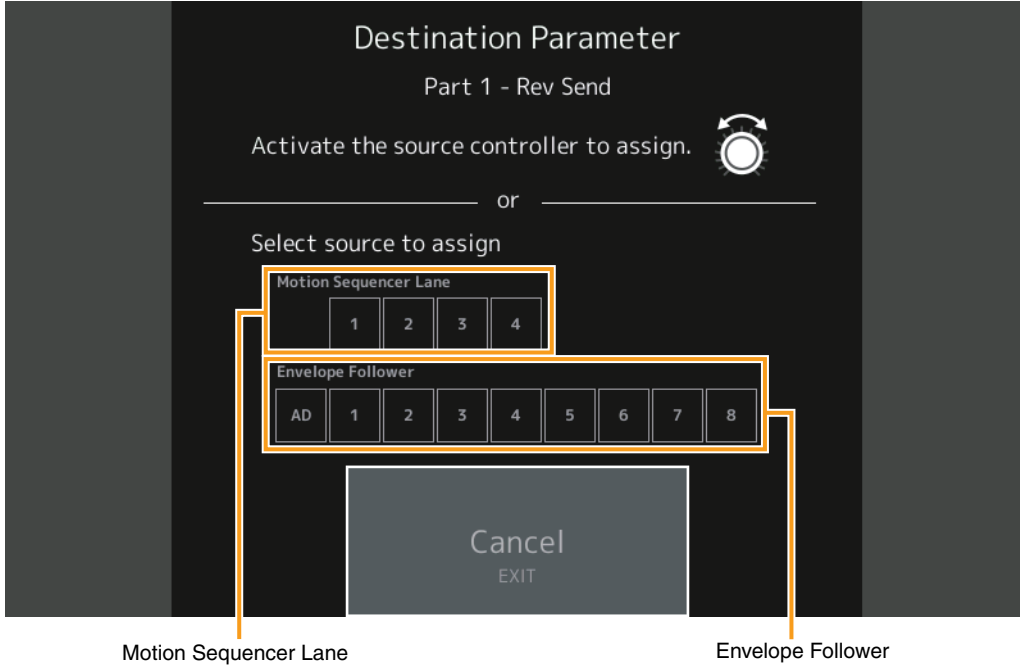 Destination Parameter
Part 1 - Rev Send
Activate the source controller to assign.
or
Select source to assign
Motion Sequencer Lane
1 2 3 4
Envelope Follower
AD 1 2 3 4 5 6 7 8
Cancel
EXIT
Motion Sequencer Lane Envelope Follower